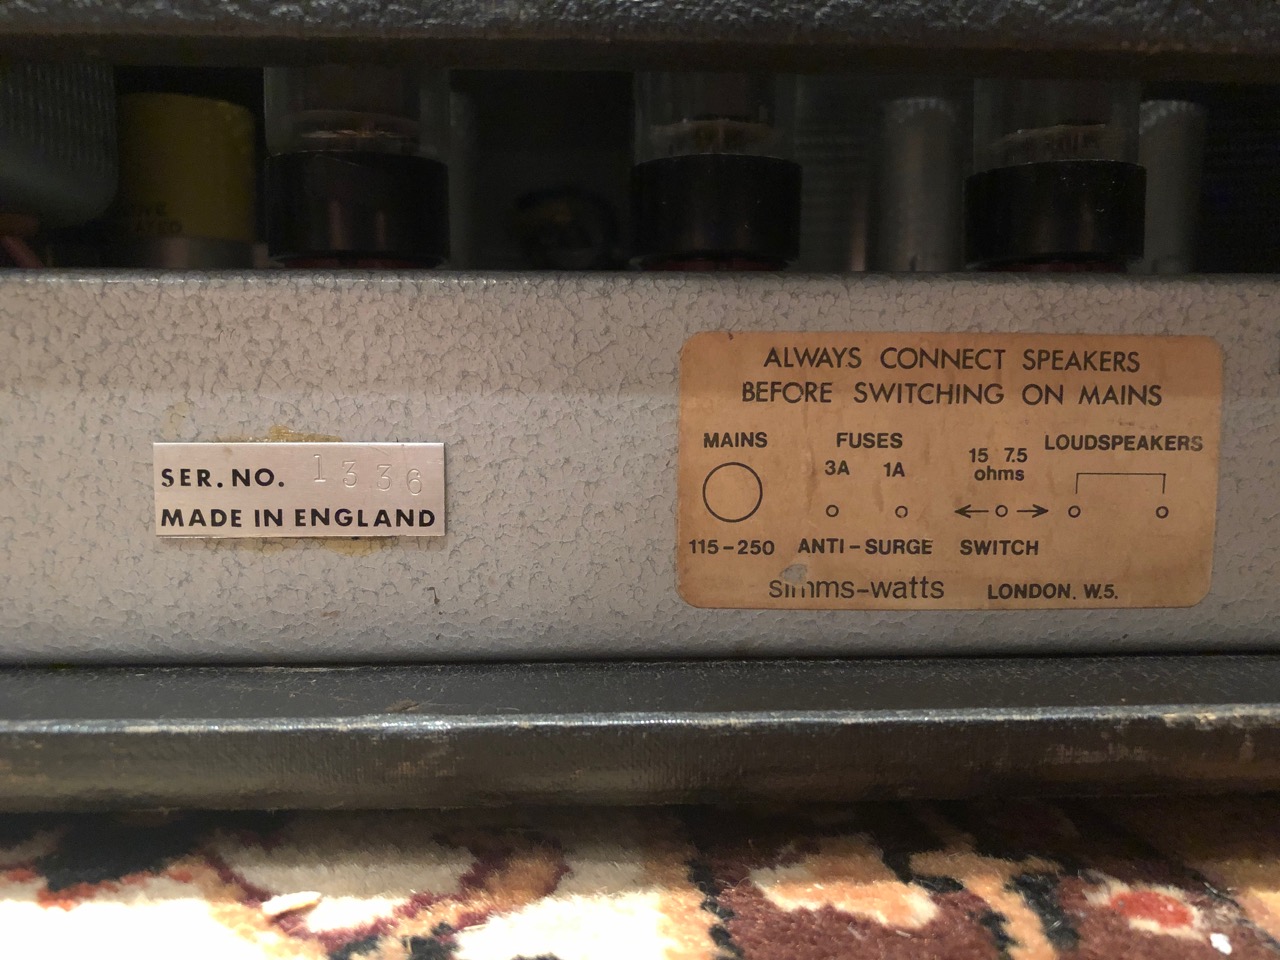 SER. NO. 1336
MADE IN ENGLAND
ALWAYS CONNECT SPEAKERS
BEFORE SWITCHING ON MAINS
MAINS FUSES LOUDSPEAKERS
3A 1A 15 7.5
ohms
115-250 ANTI-SURGE SWITCH
simms-watts LONDON. W.5.